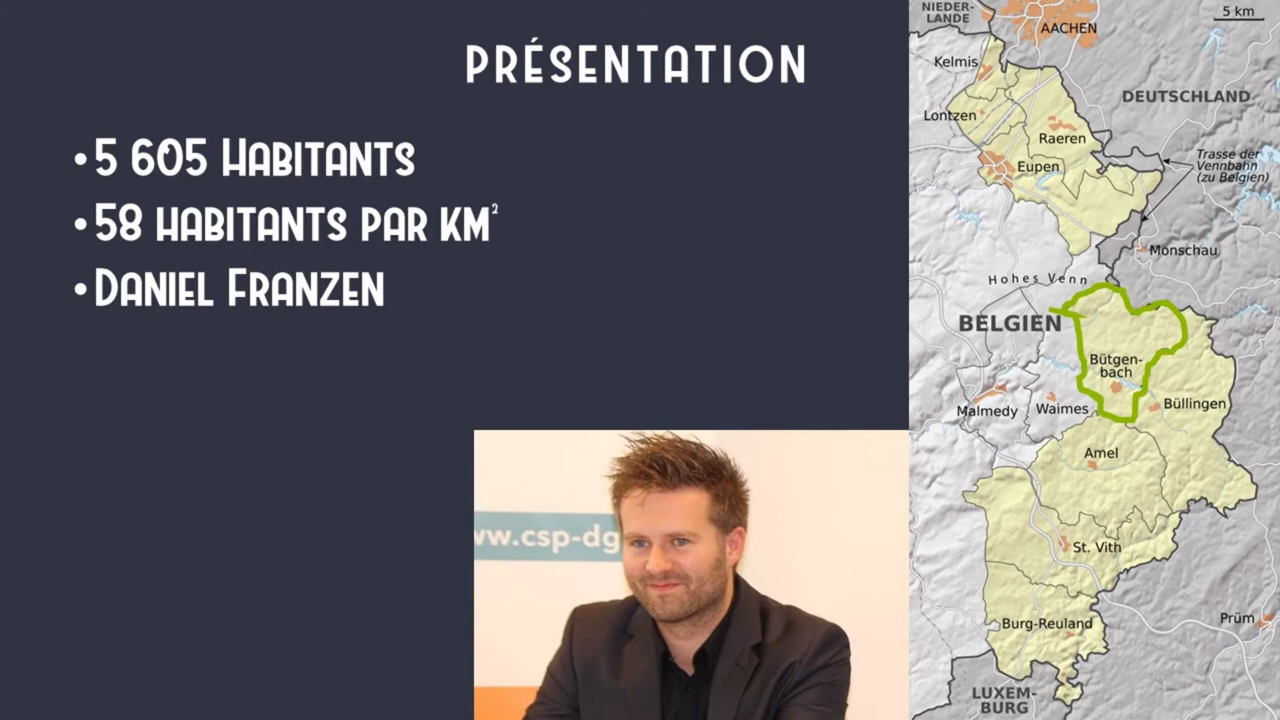 PRÉSENTATION
• 5 605 HABITANTS
• 58 HABITANTS PAR KM²
• DANIEL FRANZEN
ww.csp-dg
NIEDER-
LANDE
AACHEN
5 km
Kelmis
DEUTSCHLAND
Lontzen
Raeren
Eupen
Trasse der
Vennbahn
(zu Belgien)
Monschau
Hohes Venn
BELGIEN
Bütgen-
bach
Malmedy
Waimes
Büllingen
Amel
St. Vith
Burg-Reuland
Prüm
LUXEM-
BURG